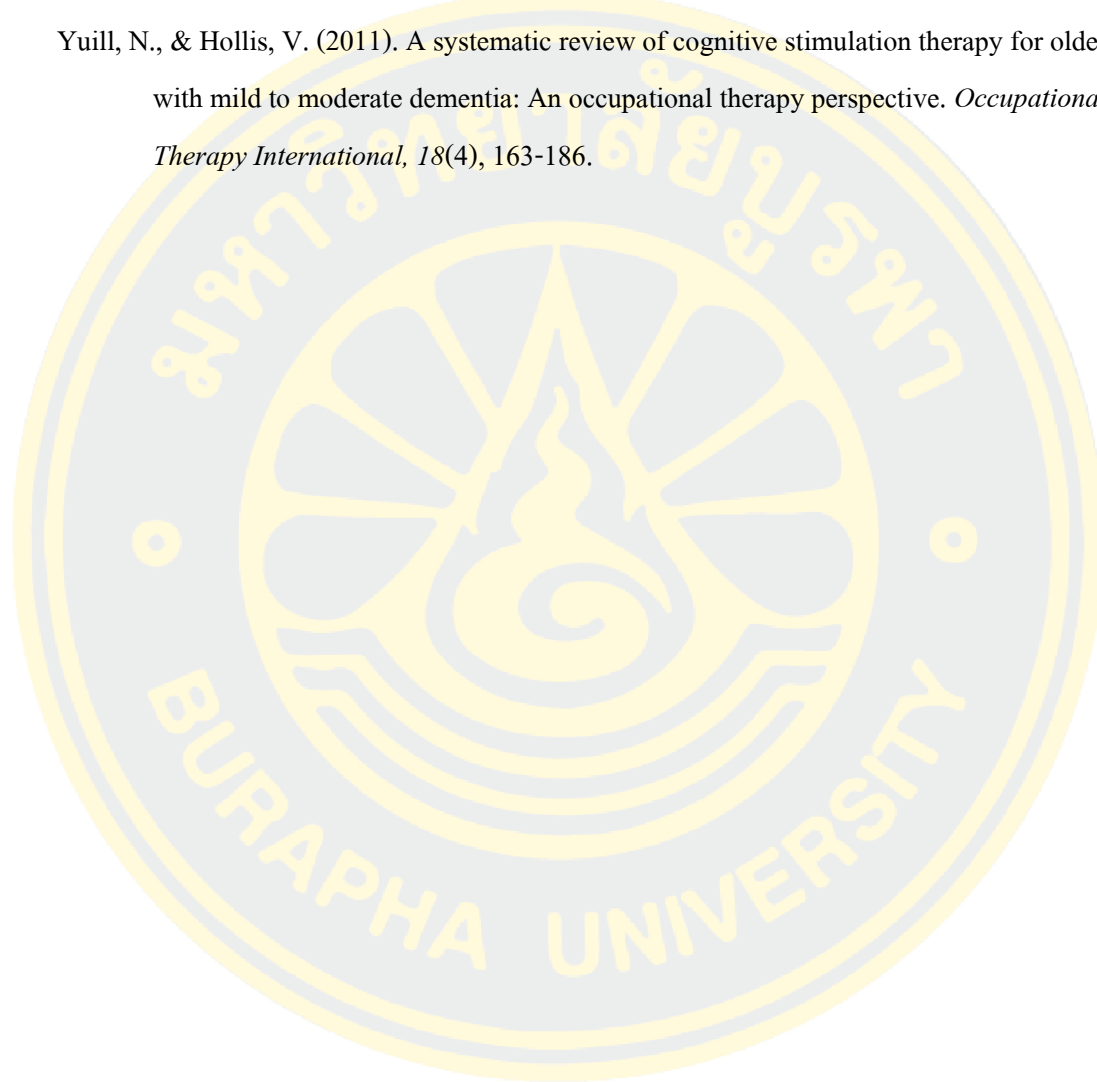 Yuill, N., & Hollis, V. (2011). A systematic review of cognitive stimulation therapy for olde
with mild to moderate dementia: An occupational therapy perspective. Occupationa
Therapy International, 18(4), 163-186.
มหาวิทยาลัยบูรพา
BURAPHA UNIVERSITY